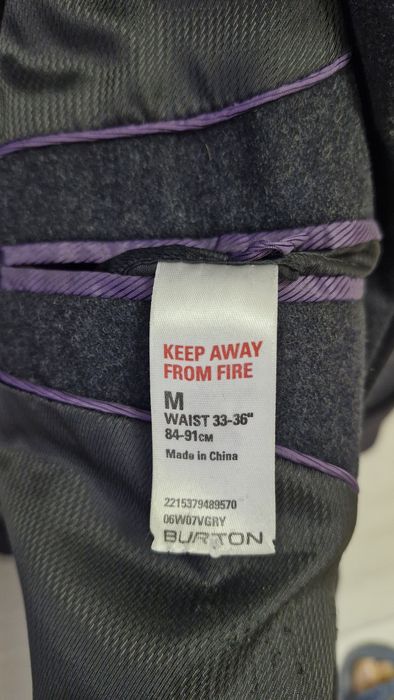 KEEP AWAY
FROM FIRE
M
WAIST 33-36"
84-91CM
Made in China
2215379489570
06W07VGRY
BURTON